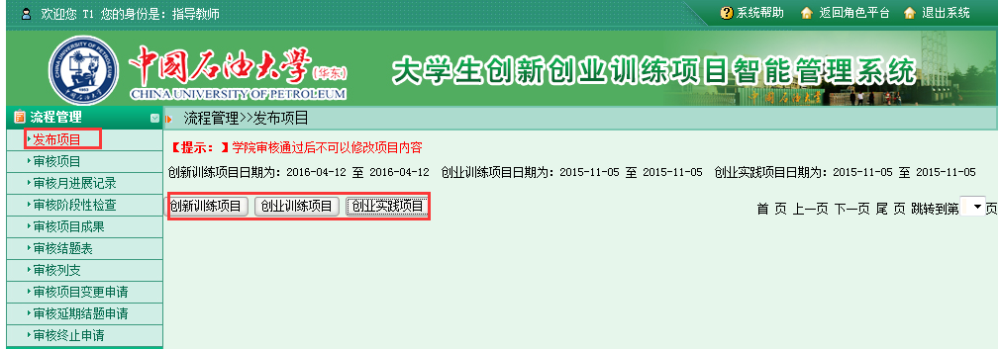 欢迎您 T1 您的身份是：指导教师 系统帮助 返回角色平台 退出系统
中国石油大学(华东) 大学生创新创业训练项目智能管理系统
CHINA UNIVERSITY OF PETROLEUM
流程管理 流程管理>>发布项目
发布项目
【提示：】学院审核通过后不可以修改项目内容
审核项目
创新训练项目日期为：2016-04-12 至 2016-04-12 创业训练项目日期为：2015-11-05 至 2015-11-05 创业实践项目日期为：2015-11-05 至 2015-11-05
审核月进展记录
审核阶段性检查
创新训练项目 创业训练项目 创业实践项目 首 页 上一页 下一页 尾 页 跳转到第 页
审核项目成果
审核结题表
审核列支
审核项目变更申请
审核延期结题申请
审核终止申请